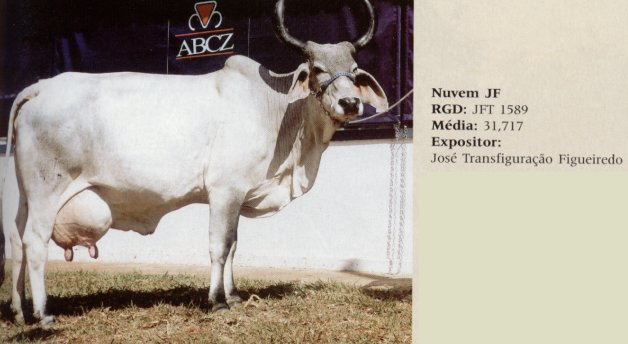 ABCZ
Nuvem JF
RGD: JFT 1589
Média: 31,717
Expositor:
José Transfiguração Figueiredo